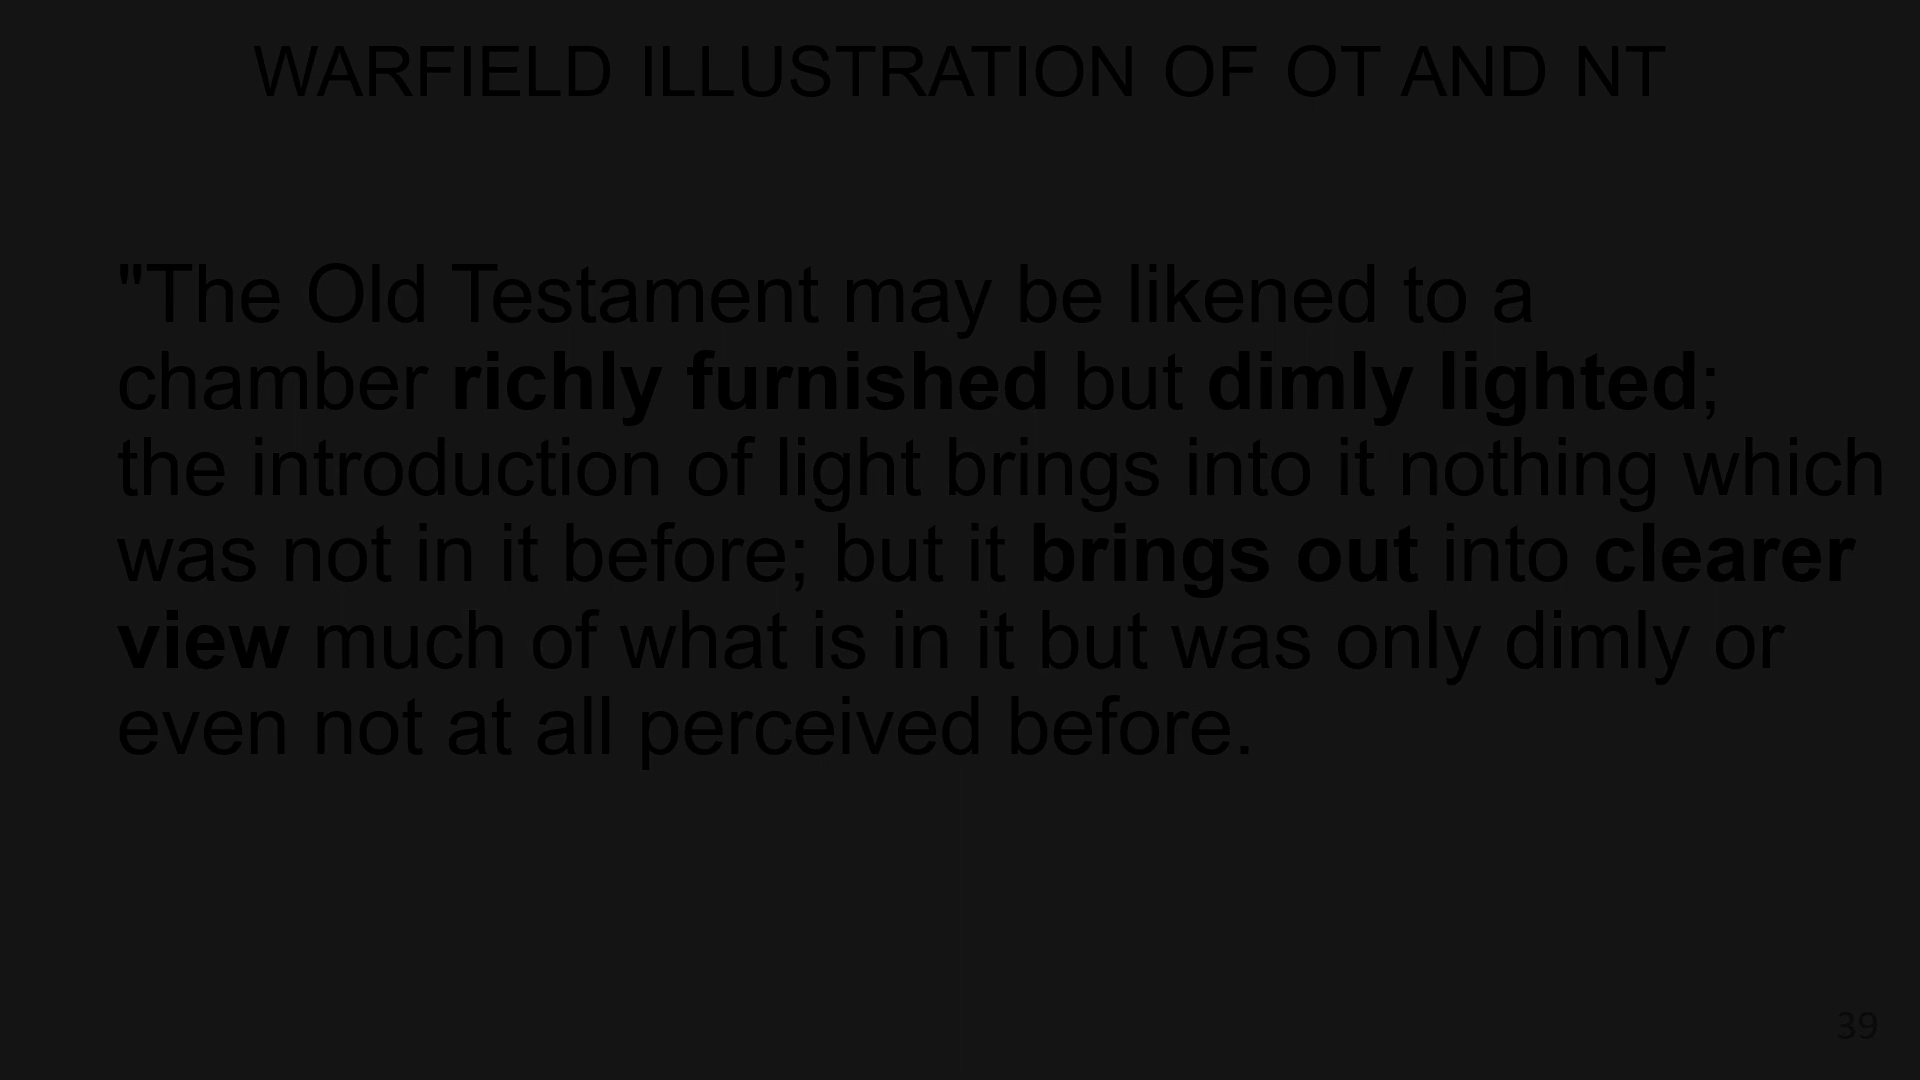 WARFIELD ILLUSTRATION OF OT AND NT
"The Old Testament may be likened to a
chamber richly furnished but dimly lighted;
the introduction of light brings into it nothing which
was not in it before; but it brings out into clearer
view much of what is in it but was only dimly or
even not at all perceived before.
39